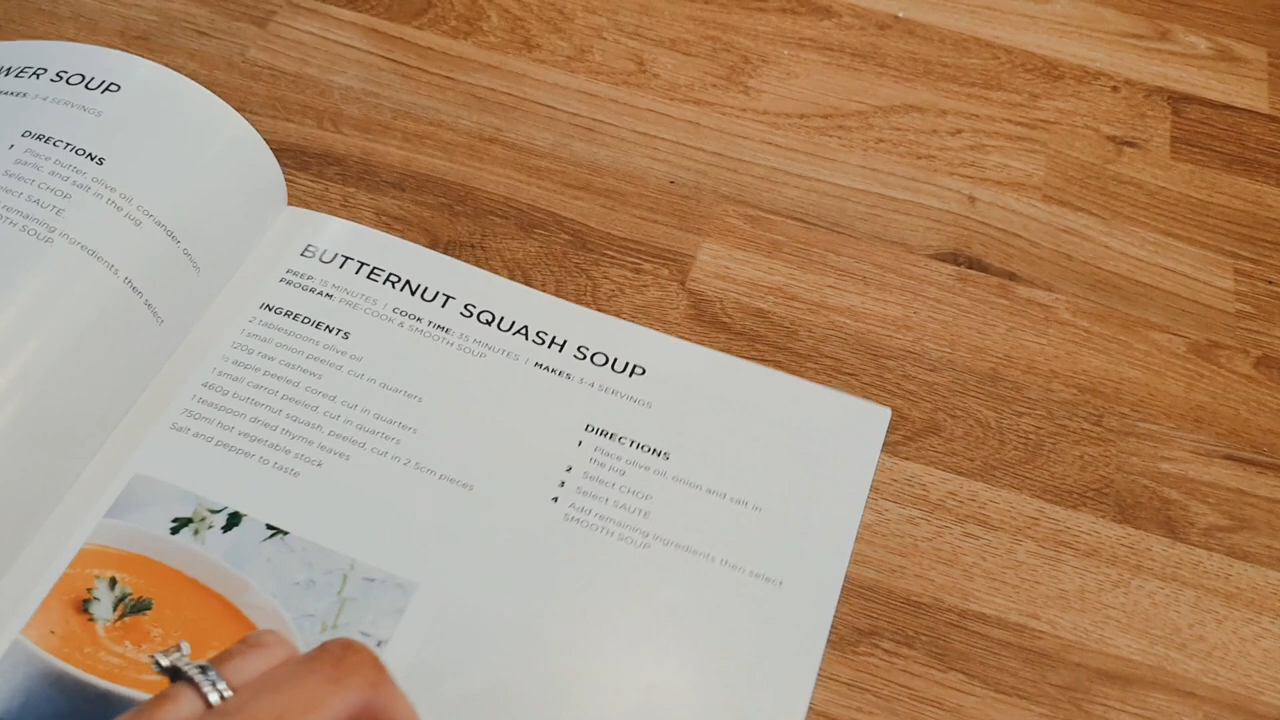 WER SOUP
MAKES: 3-4 SERVINGS
DIRECTIONS
1 Place butter, olive oil, coriander, onion,
garlic, and salt in the jug.
Select CHOP
Select SAUTE
remaining ingredients, then select
SMOOTH SOUP.
BUTTERNUT SQUASH SOUP
PREP: 15 MINUTES | COOK TIME: 35 MINUTES | MAKES: 3-4 SERVINGS
PROGRAM: PRE-COOK & SMOOTH SOUP
INGREDIENTS
2 tablespoons olive oil
1 small onion peeled, cut in quarters
120g raw cashews
½ apple peeled, cored, cut in quarters
1 small carrot peeled, cut in quarters
460g butternut squash, peeled, cut in 2.5cm pieces
1 teaspoon dried thyme leaves
750ml hot vegetable stock
Salt and pepper to taste
DIRECTIONS
1 Place olive oil, onion and salt in
the jug.
2 Select CHOP
3 Select SAUTE
4 Add remaining ingredients then select
SMOOTH SOUP